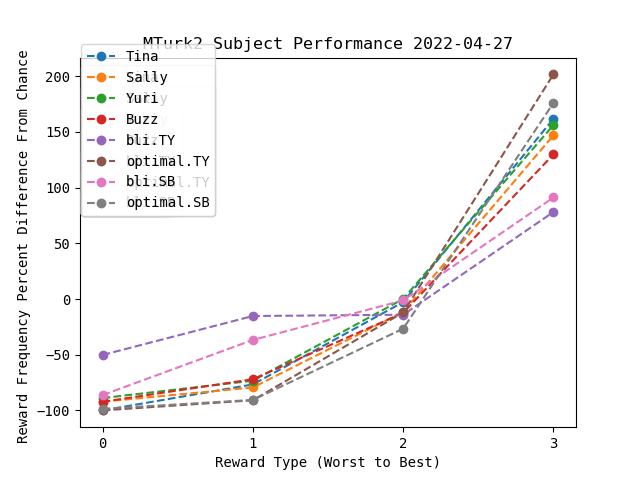 MTurk2 Subject Performance 2022-04-27
Reward Frequency Percent Difference From Chance
200
150
100
50
0
−50
−100
Tina
Sally
Yuri
Buzz
bli.TY
optimal.TY
bli.SB
optimal.SB
0
1
2
3
Reward Type (Worst to Best)